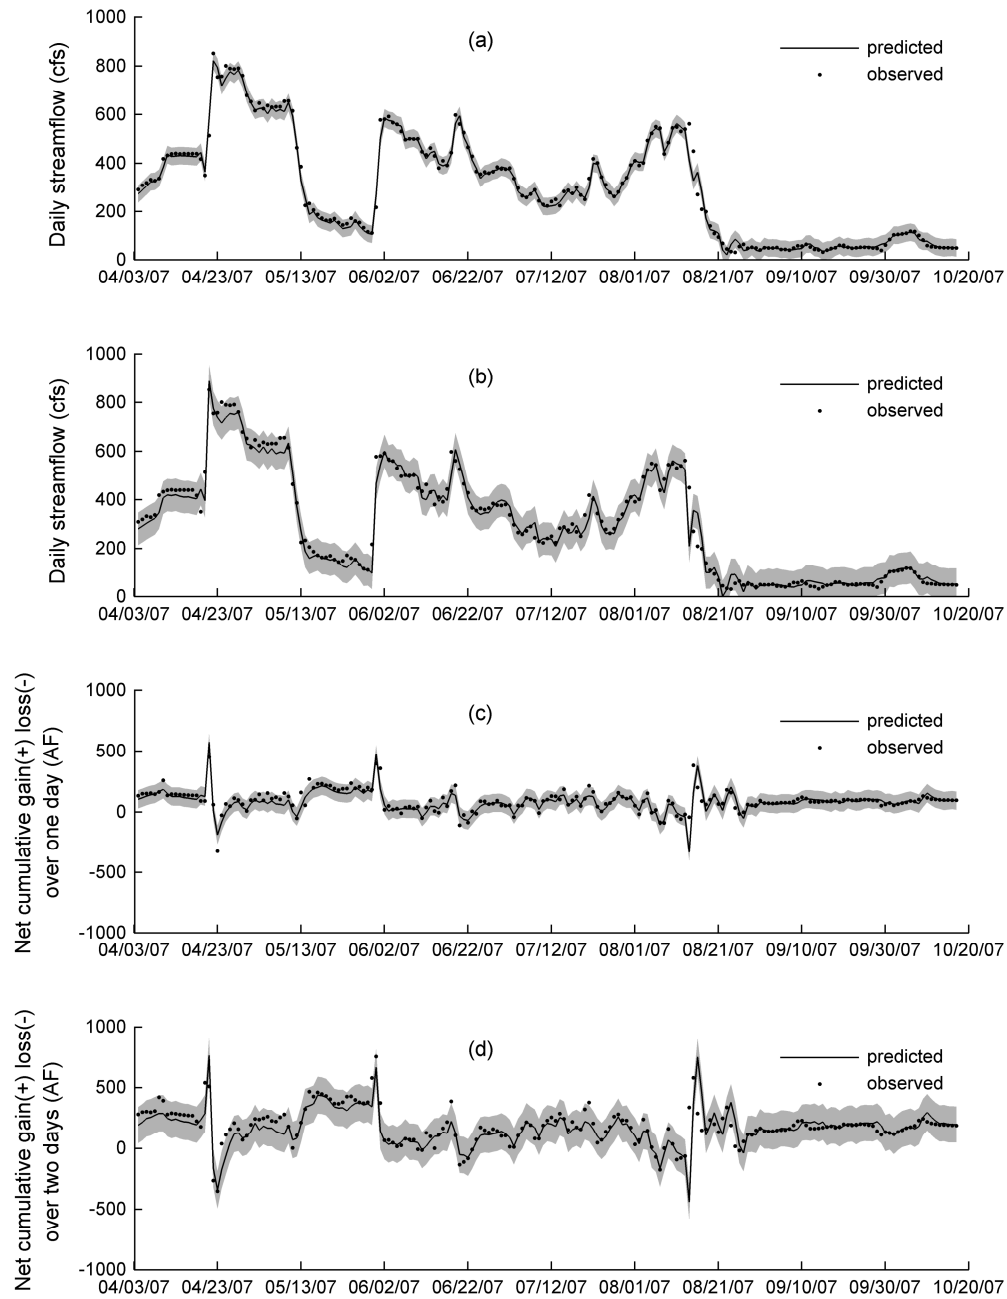 1000
(a)
predicted
800
observed
600
400
200
0
Daily streamflow (cfs)
04/03/07 04/23/07 05/13/07 06/02/07 06/22/07 07/12/07 08/01/07 08/21/07 09/10/07 09/30/07 10/20/07
1000
(b)
predicted
800
observed
600
400
200
0
Daily streamflow (cfs)
04/03/07 04/23/07 05/13/07 06/02/07 06/22/07 07/12/07 08/01/07 08/21/07 09/10/07 09/30/07 10/20/07
1000
(c)
predicted
observed
500
0
-500
-1000
Net cumulative gain(+) loss(-)
over one day (AF)
04/03/07 04/23/07 05/13/07 06/02/07 06/22/07 07/12/07 08/01/07 08/21/07 09/10/07 09/30/07 10/20/07
1000
(d)
predicted
observed
500
0
-500
-1000
Net cumulative gain(+) loss(-)
over two days (AF)
04/03/07 04/23/07 05/13/07 06/02/07 06/22/07 07/12/07 08/01/07 08/21/07 09/10/07 09/30/07 10/20/07